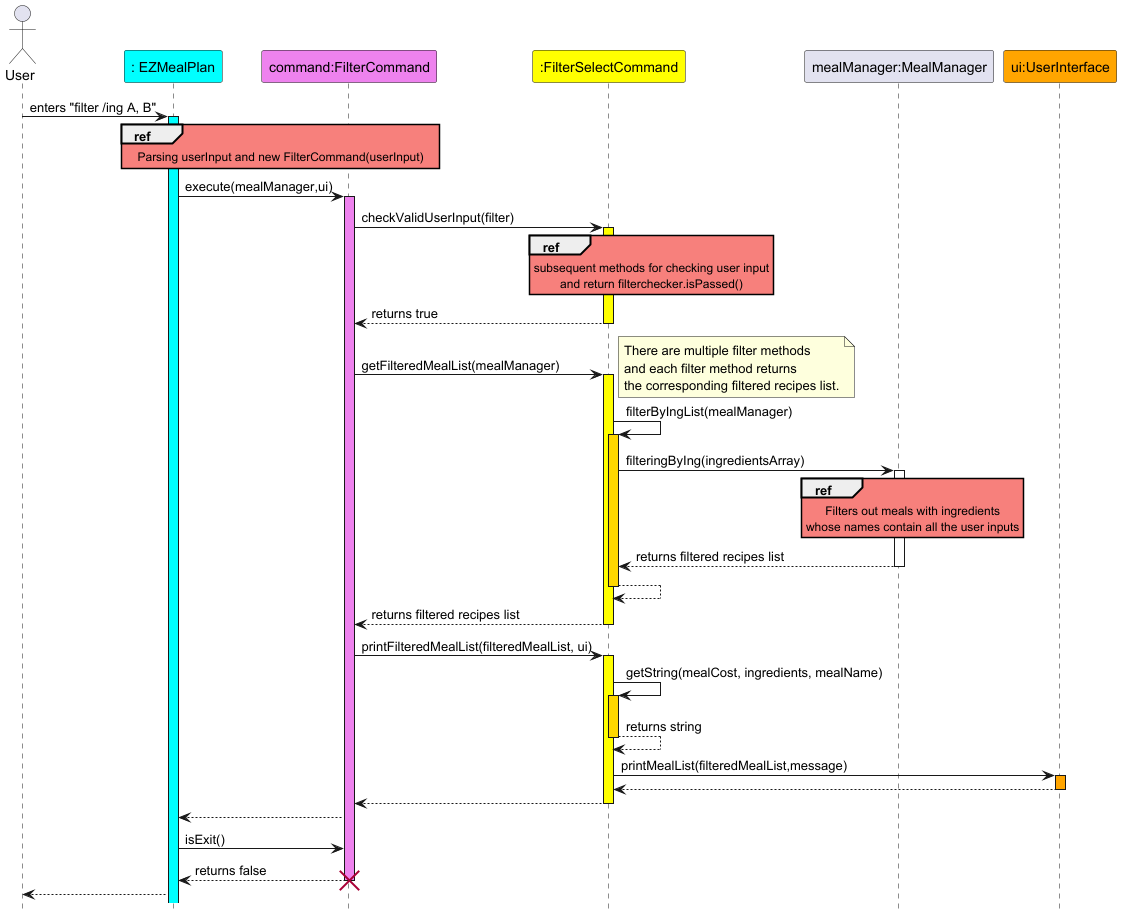 User
: EZMealPlan
command:FilterCommand
:FilterSelectCommand
mealManager:MealManager
ui:UserInterface
enters "filter /ing A, B"
ref
Parsing userInput and new FilterCommand(userInput)
execute(mealManager,ui)
checkValidUserInput(filter)
ref
subsequent methods for checking user input
and return filterchecker.isPassed()
returns true
There are multiple filter methods
and each filter method returns
the corresponding filtered recipes list.
getFilteredMealList(mealManager)
filterByIngList(mealManager)
filteringByIng(ingredientsArray)
ref
Filters out meals with ingredients
whose names contain all the user inputs
returns filtered recipes list
returns filtered recipes list
printFilteredMealList(filteredMealList, ui)
getString(mealCost, ingredients, mealName)
returns string
printMealList(filteredMealList,message)
isExit()
returns false